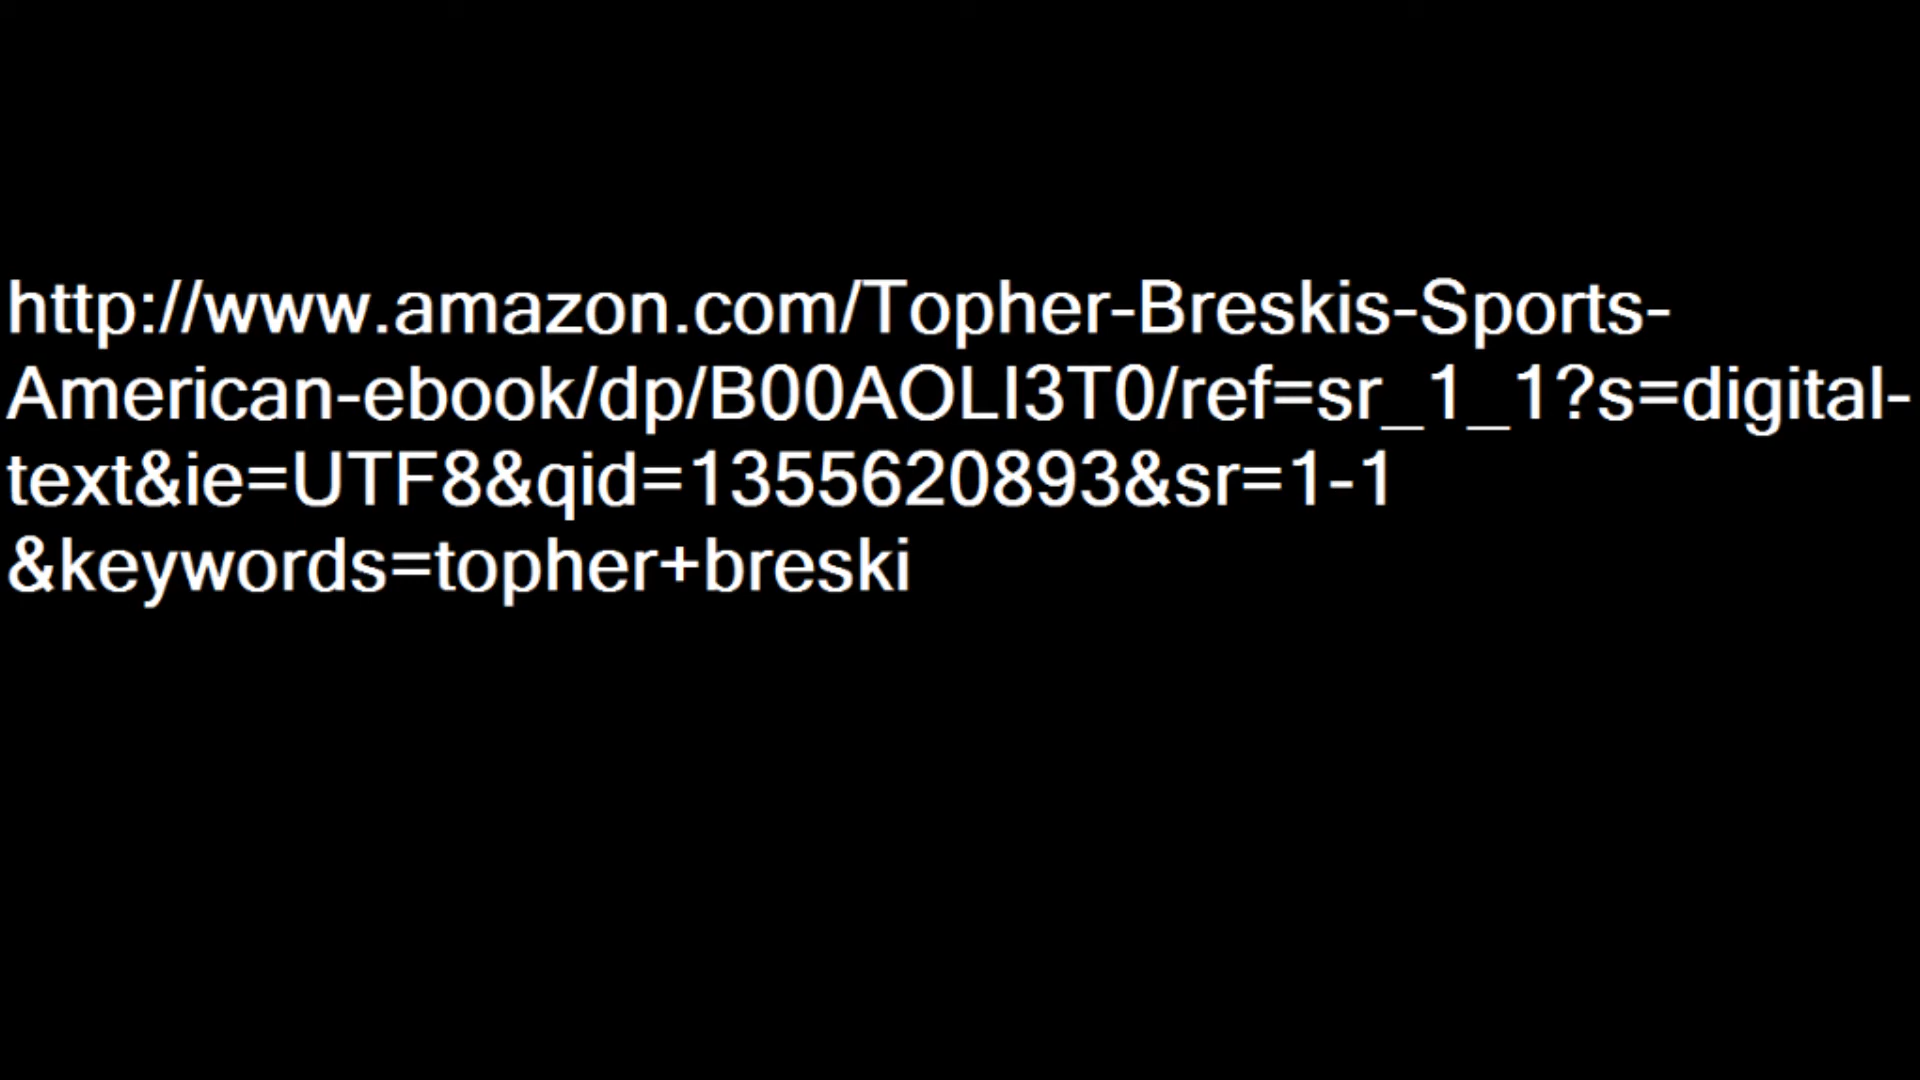 http://www.amazon.com/Topher-Breskis-Sports-
American-ebook/dp/B00AOLI3T0/ref=sr_1_1?s=digital-
text&ie=UTF8&qid=1355620893&sr=1-1
&keywords=topher+breski